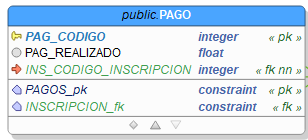 public.PAGO
PAG_CODIGO integer « pk »
PAG_REALIZADO float
INS_CODIGO_INSCRIPCION integer « fk nn »
PAGOS_pk constraint « pk »
INSCRIPCION_fk constraint « fk »